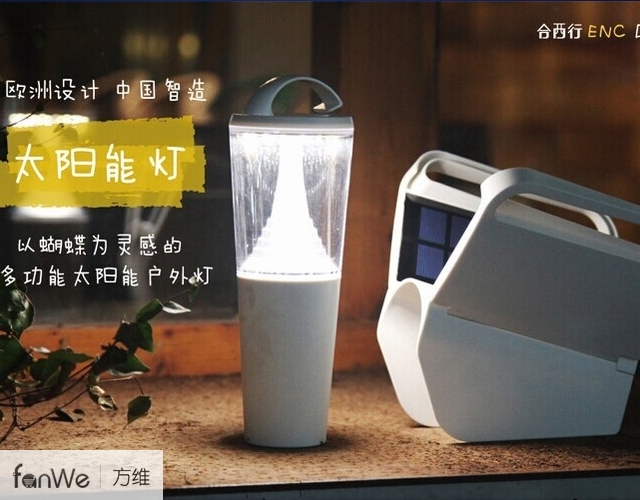 合西行 ENC
欧洲设计 中国智造
太阳能灯
以蝴蝶为灵感的
多功能太阳能户外灯
fanWe 方维